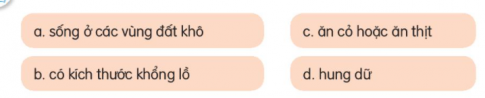 a. sống ở các vùng đất khô
c. ăn cỏ hoặc ăn thịt
b. có kích thước khổng lồ
d. hung dữ